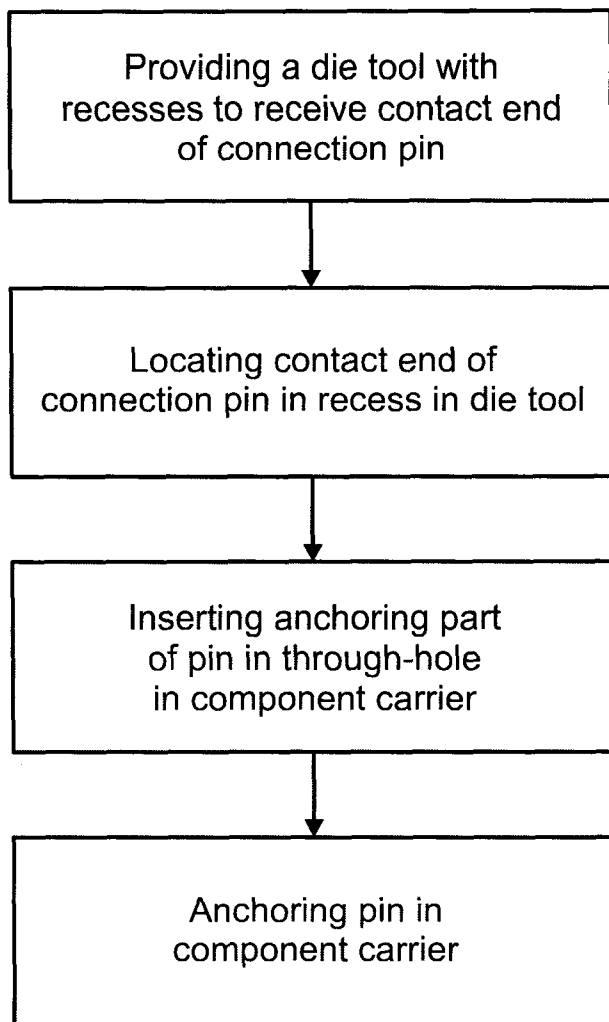 Providing a die tool with
recesses to receive contact end
of connection pin
Locating contact end of
connection pin in recess in die tool
Inserting anchoring part
of pin in through-hole
in component carrier
Anchoring pin in
component carrier